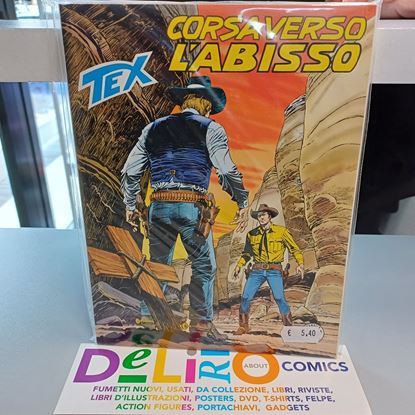 CORSA VERSO
L'ABISSO
TEX
€ 5,40
DeLiRiO
ABOUT
COMICS
FUMETTI NUOVI, USATI, DA COLLEZIONE, LIBRI, RIVISTE,
LIBRI D'ILLUSTRAZIONI, POSTERS, DVD, T-SHIRTS, FELPE,
ACTION FIGURES, PORTACHIAVI, GADGETS